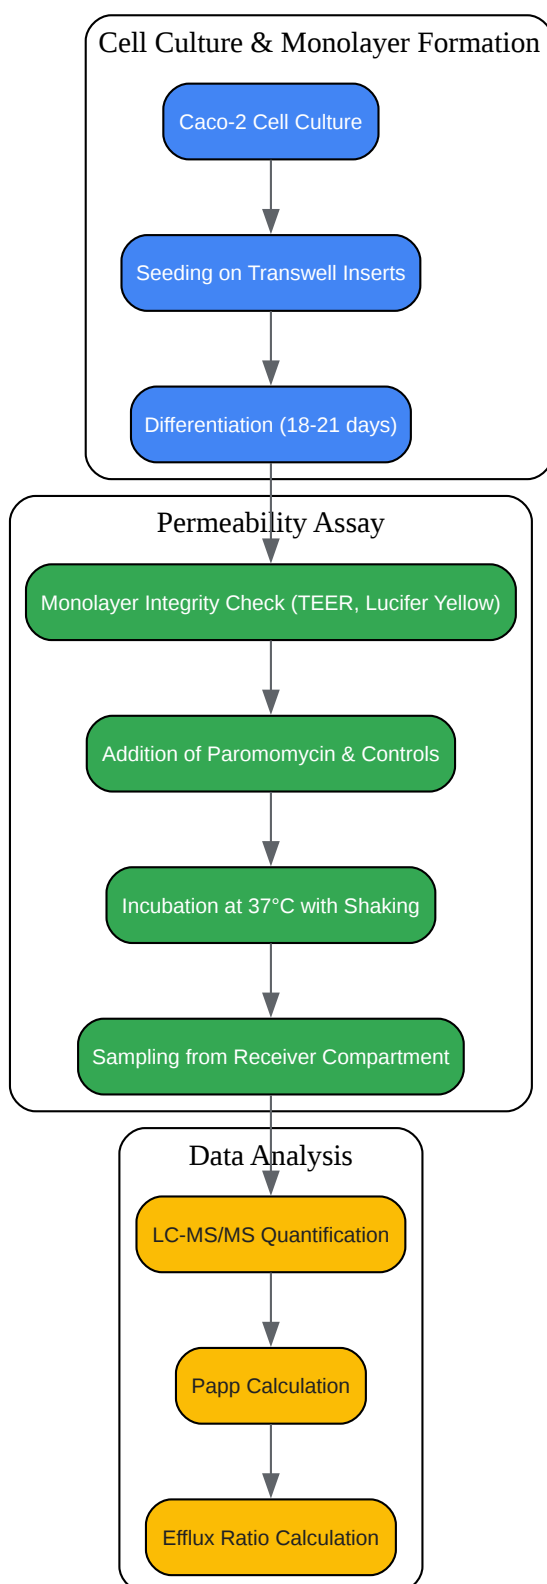 Cell Culture & Monolayer Formation
Caco-2 Cell Culture
Seeding on Transwell Inserts
Differentiation (18-21 days)
Permeability Assay
Monolayer Integrity Check (TEER, Lucifer Yellow)
Addition of Paromomycin & Controls
Incubation at 37°C with Shaking
Sampling from Receiver Compartment
Data Analysis
LC-MS/MS Quantification
Papp Calculation
Efflux Ratio Calculation